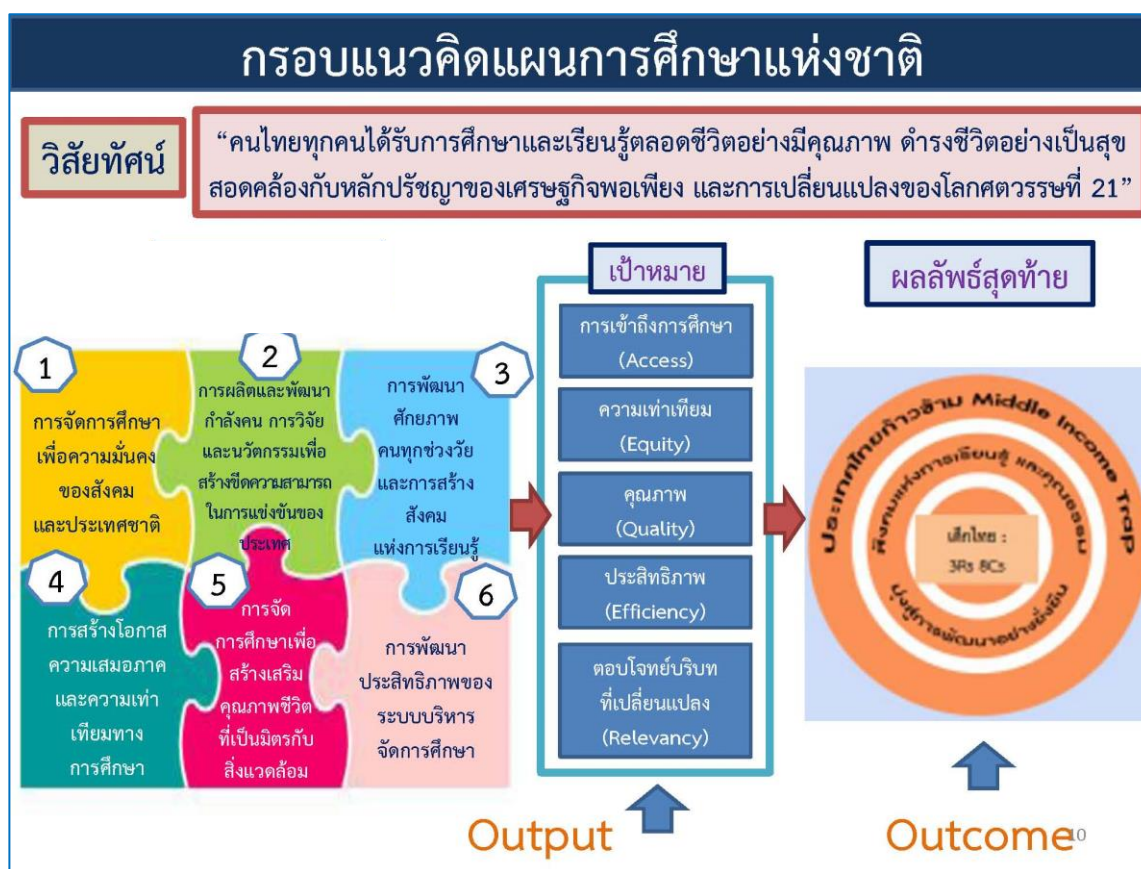 กรอบแนวคิดแผนการศึกษาแห่งชาติ
วิสัยทัศน์
“คนไทยทุกคนได้รับการศึกษาและเรียนรู้ตลอดชีวิตอย่างมีคุณภาพ ดำรงชีวิตอย่างเป็นสุข
สอดคล้องกับหลักปรัชญาของเศรษฐกิจพอเพียง และการเปลี่ยนแปลงของโลกศตวรรษที่ 21”
1
การจัดการศึกษา
เพื่อความมั่นคง
ของสังคม
และประเทศชาติ
2
การผลิตและพัฒนา
กำลังคน การวิจัย
และนวัตกรรมเพื่อ
สร้างขีดความสามารถ
ในการแข่งขันของ
ประเทศ
3
การพัฒนา
ศักยภาพ
คนทุกช่วงวัย
และการสร้าง
สังคม
แห่งการเรียนรู้
4
การสร้างโอกาส
ความเสมอภาค
และความเท่า
เทียมทาง
การศึกษา
5
การจัด
การศึกษาเพื่อ
สร้างเสริม
คุณภาพชีวิต
ที่เป็นมิตรกับ
สิ่งแวดล้อม
6
การพัฒนา
ประสิทธิภาพของ
ระบบบริหาร
จัดการศึกษา
เป้าหมาย
การเข้าถึงการศึกษา
(Access)
ความเท่าเทียม
(Equity)
คุณภาพ
(Quality)
ประสิทธิภาพ
(Efficiency)
ตอบโจทย์บริบท
ที่เปลี่ยนแปลง
(Relevancy)
Output
ผลลัพธ์สุดท้าย
ประเทศไทยก้าวข้าม Middle Income Trap
สังคมแห่งการเรียนรู้ และคุณธรรม
เด็กไทย :
3Rs 8Cs
มุ่งสู่การพัฒนาอย่างยั่งยืน
Outcome
10